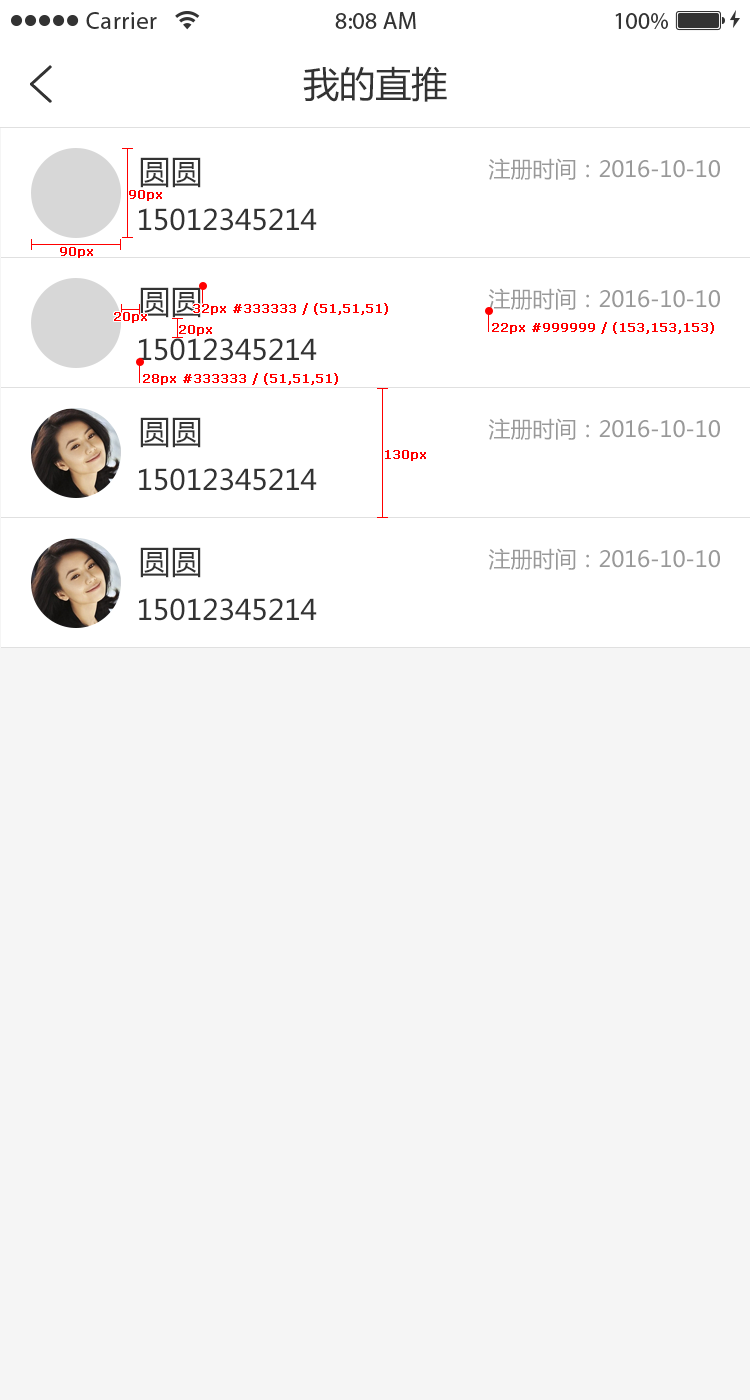 Carrier 8:08 AM 100%
我的直推
圆圆 注册时间：2016-10-10
90px
15012345214
90px
圆圆 注册时间：2016-10-10
32px #333333 / (51,51,51)
20px
22px #999999 / (153,153,153)
20px
15012345214
28px #333333 / (51,51,51)
圆圆 注册时间：2016-10-10
130px
15012345214
圆圆 注册时间：2016-10-10
15012345214